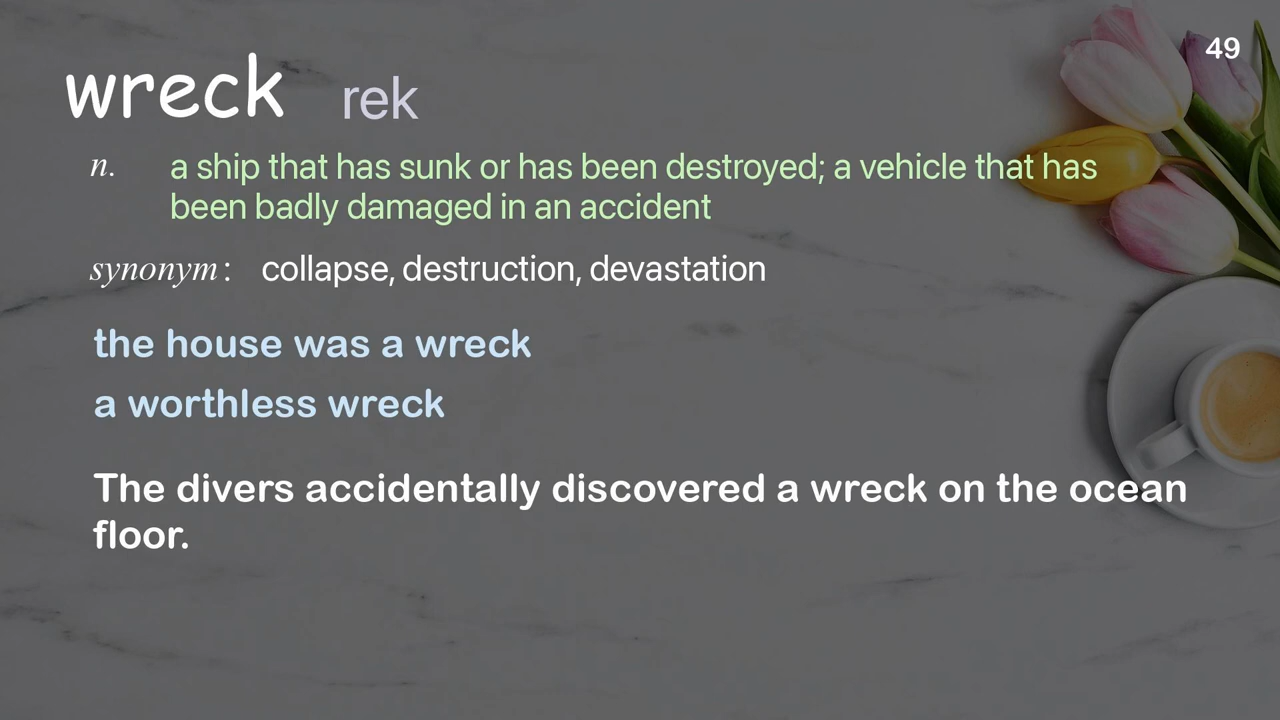 49
wreck rek
n. a ship that has sunk or has been destroyed; a vehicle that has
been badly damaged in an accident
synonym: collapse, destruction, devastation
the house was a wreck
a worthless wreck
The divers accidentally discovered a wreck on the ocean
floor.